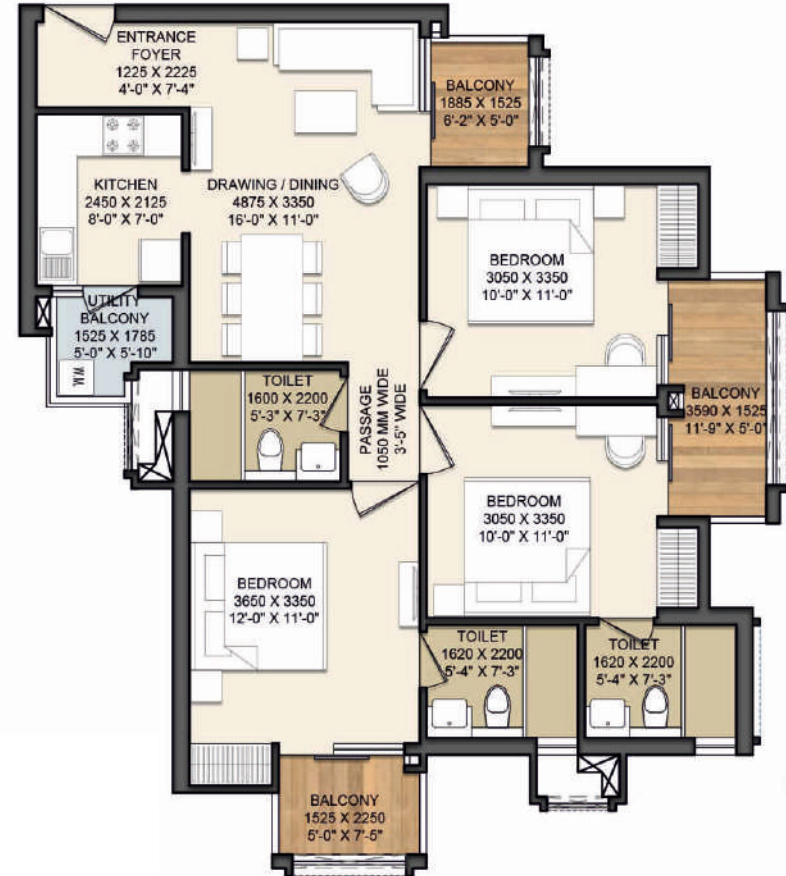 ENTRANCE
FOYER
1225 X 2225
4'-0" X 7'-4"
BALCONY
1885 X 1525
6'-2" X 5'-0"
KITCHEN
2450 X 2125
8'-0" X 7'-0"
DRAWING / DINING
4875 X 3350
16'-0" X 11'-0"
BEDROOM
3050 X 3350
10'-0" X 11'-0"
UTILITY
BALCONY
1525 X 1785
5'-0" X 5'-10"
W.M.
TOILET
1600 X 2200
5'-3" X 7'-3"
PASSAGE
1050 MM WIDE
3'-5" WIDE
BALCONY
3590 X 1525
11'-9" X 5'-0"
BEDROOM
3050 X 3350
10'-0" X 11'-0"
BEDROOM
3650 X 3350
12'-0" X 11'-0"
TOILET
1620 X 2200
5'-4" X 7'-3"
TOILET
1620 X 2200
5'-4" X 7'-3"
BALCONY
1525 X 2250
5'-0" X 7'-5"